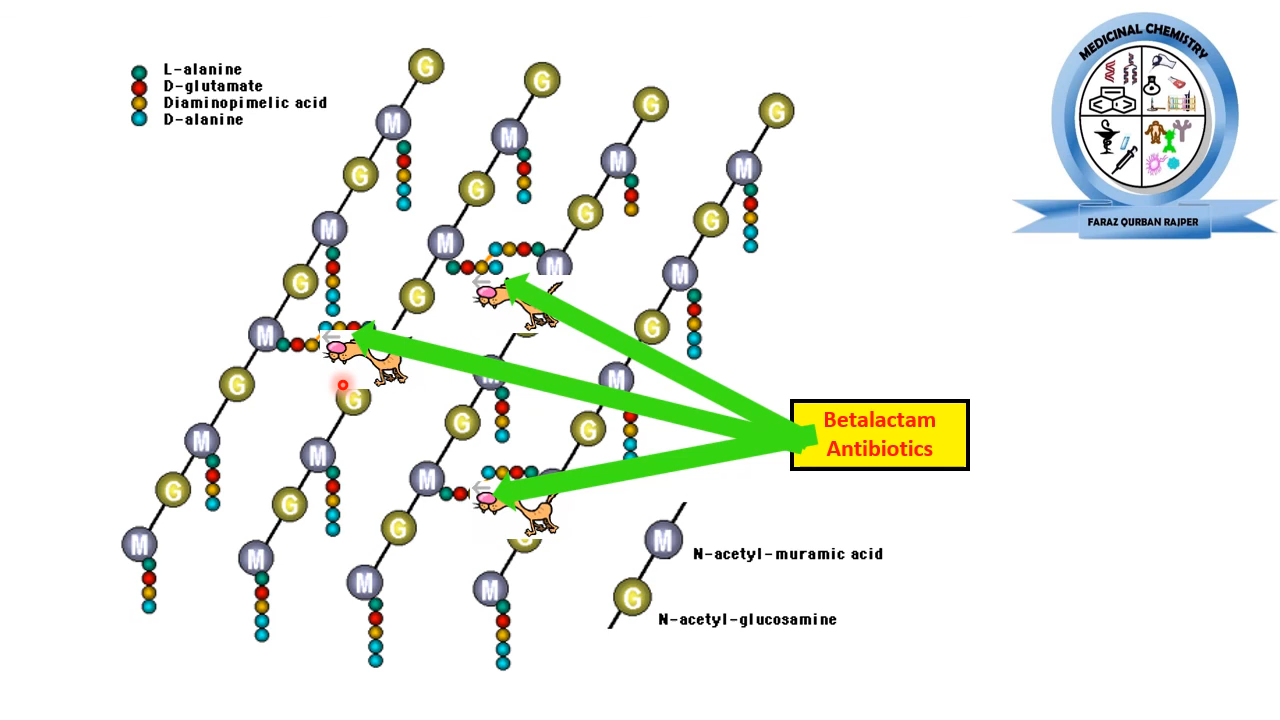 L-alanine
D-glutamate
Diaminopimelic acid
D-alanine
G
G
G
G
M
M
M
M
G
G
G
G
M
M
M
M
G
G
G
M
M
M
G
G
G
G
M
M
M
G
G
G
M
M
M
M
M
G
N-acetyl-muramic acid
N-acetyl-glucosamine
Betalactam
Antibiotics
MEDICINAL CHEMISTRY
FARAZ QURBAN RAJPER